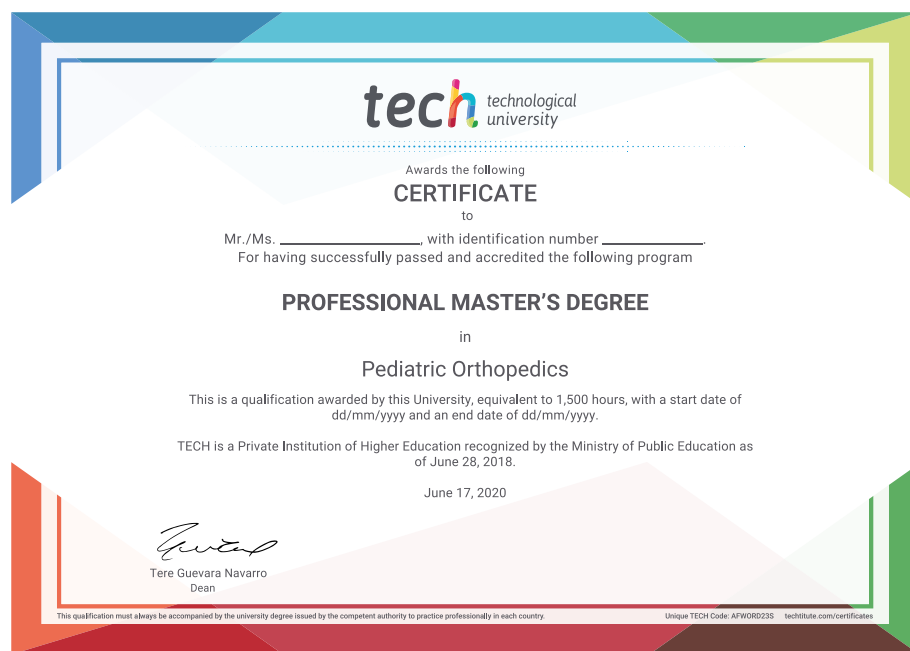 tech technological
university
Awards the following
CERTIFICATE
to
Mr./Ms. ____________________, with identification number ______________.
For having successfully passed and accredited the following program
PROFESSIONAL MASTER'S DEGREE
in
Pediatric Orthopedics
This is a qualification awarded by this University, equivalent to 1,500 hours, with a start date of
dd/mm/yyyy and an end date of dd/mm/yyyy.
TECH is a Private Institution of Higher Education recognized by the Ministry of Public Education as
of June 28, 2018.
June 17, 2020
Tere Guevara Navarro
Dean
This qualification must always be accompanied by the university degree issued by the competent authority to practice professionally in each country.
Unique TECH Code: AFWORD23S techtitute.com/certificates